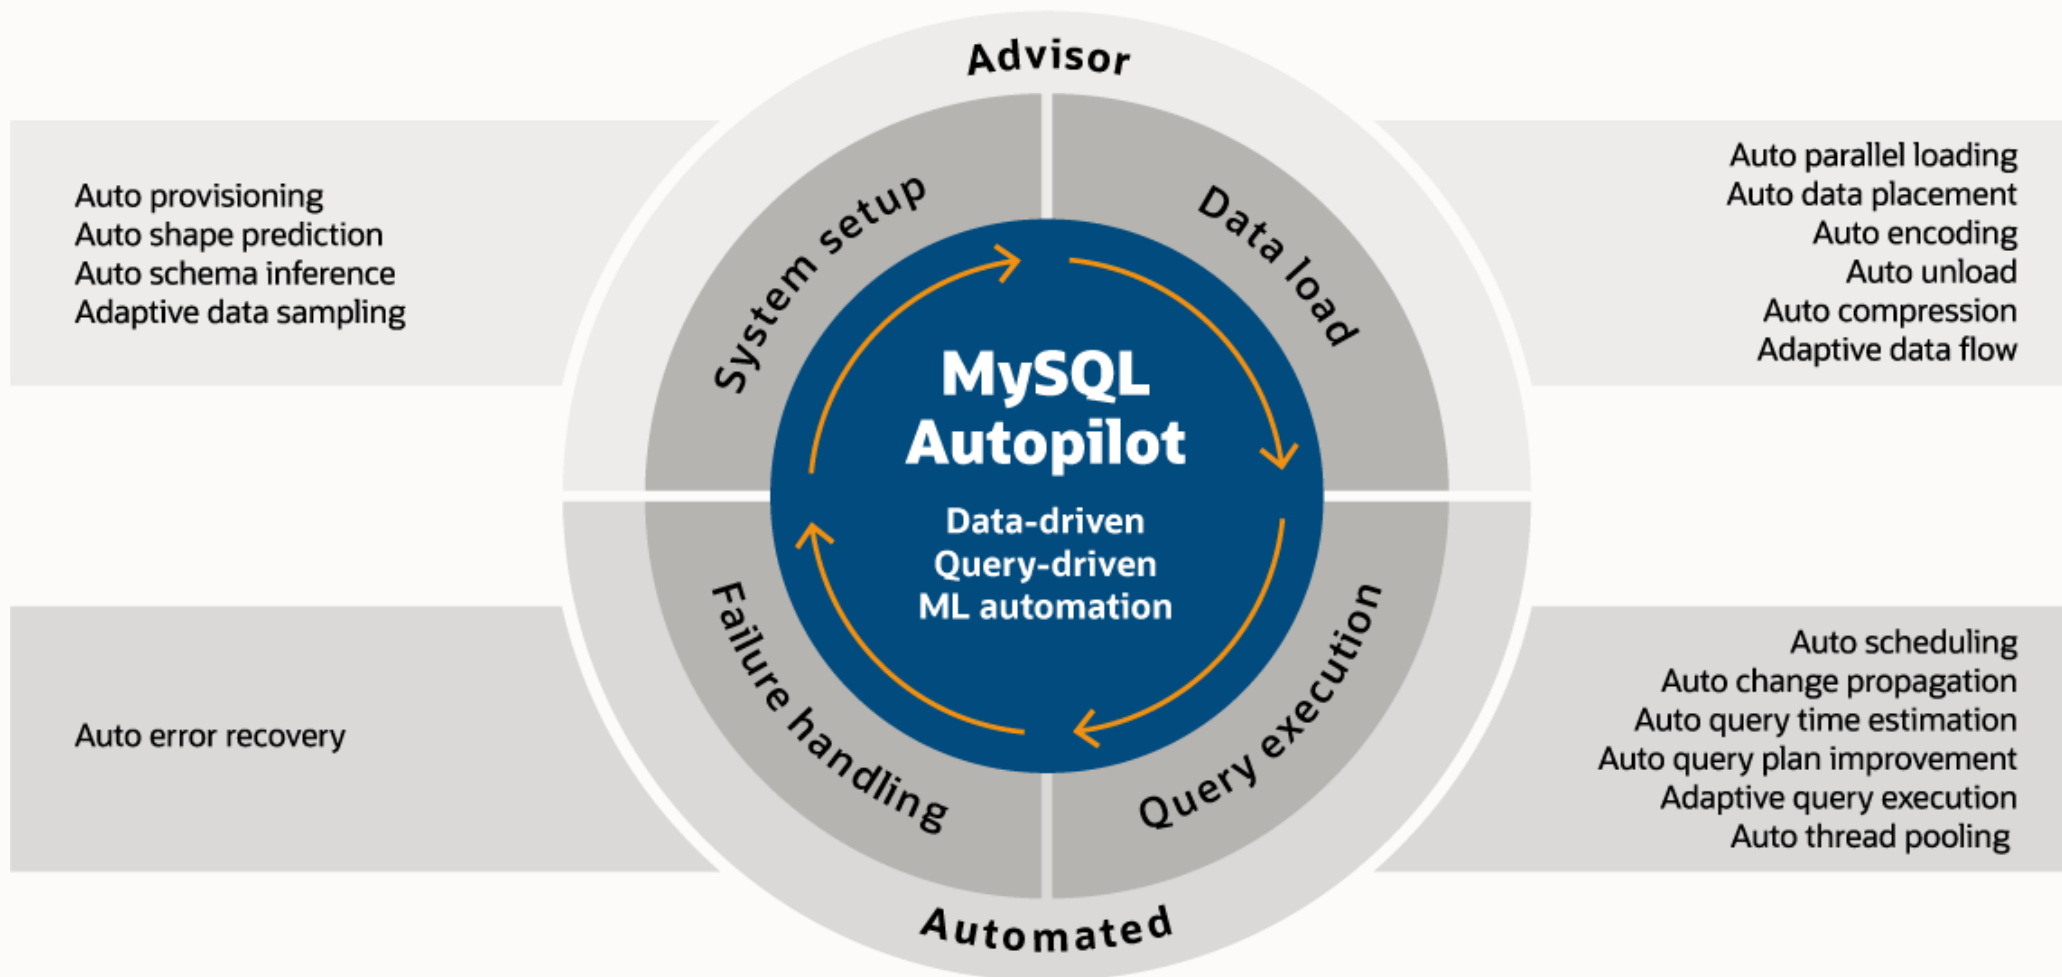 Advisor
System setup
Data load
Auto provisioning
Auto shape prediction
Auto schema inference
Adaptive data sampling
Auto parallel loading
Auto data placement
Auto encoding
Auto unload
Auto compression
Adaptive data flow
MySQL
Autopilot
Data-driven
Query-driven
ML automation
Failure handling
Query execution
Auto error recovery
Auto scheduling
Auto change propagation
Auto query time estimation
Auto query plan improvement
Adaptive query execution
Auto thread pooling
Automated